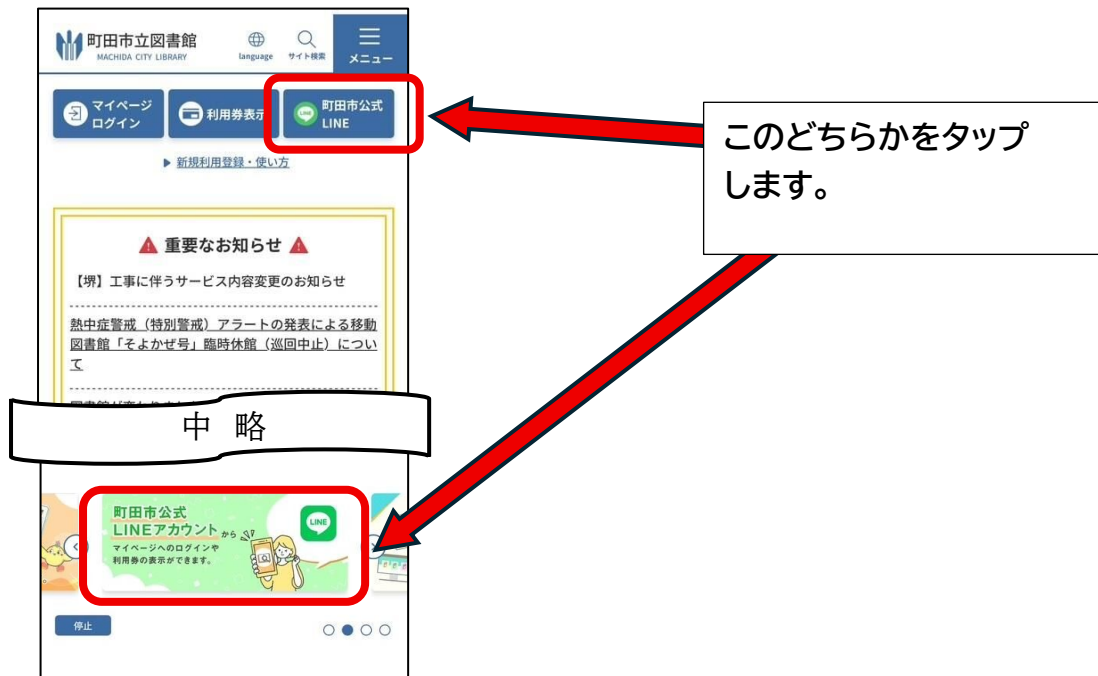 町田市立図書館
MACHIDA CITY LIBRARY
language
サイト検索
メニュー
マイページ
ログイン
利用券表示
町田市公式
LINE
このどちらかをタップ
します。
▶ 新規利用登録・使い方
重要なお知らせ
【堺】工事に伴うサービス内容変更のお知らせ
熱中症警戒（特別警戒）アラートの発表による移動
図書館「そよかぜ号」臨時休館（巡回中止）につい
て
中 略
町田市公式
LINEアカウントから
マイページへのログインや
利用券の表示ができます。
LINE
停止